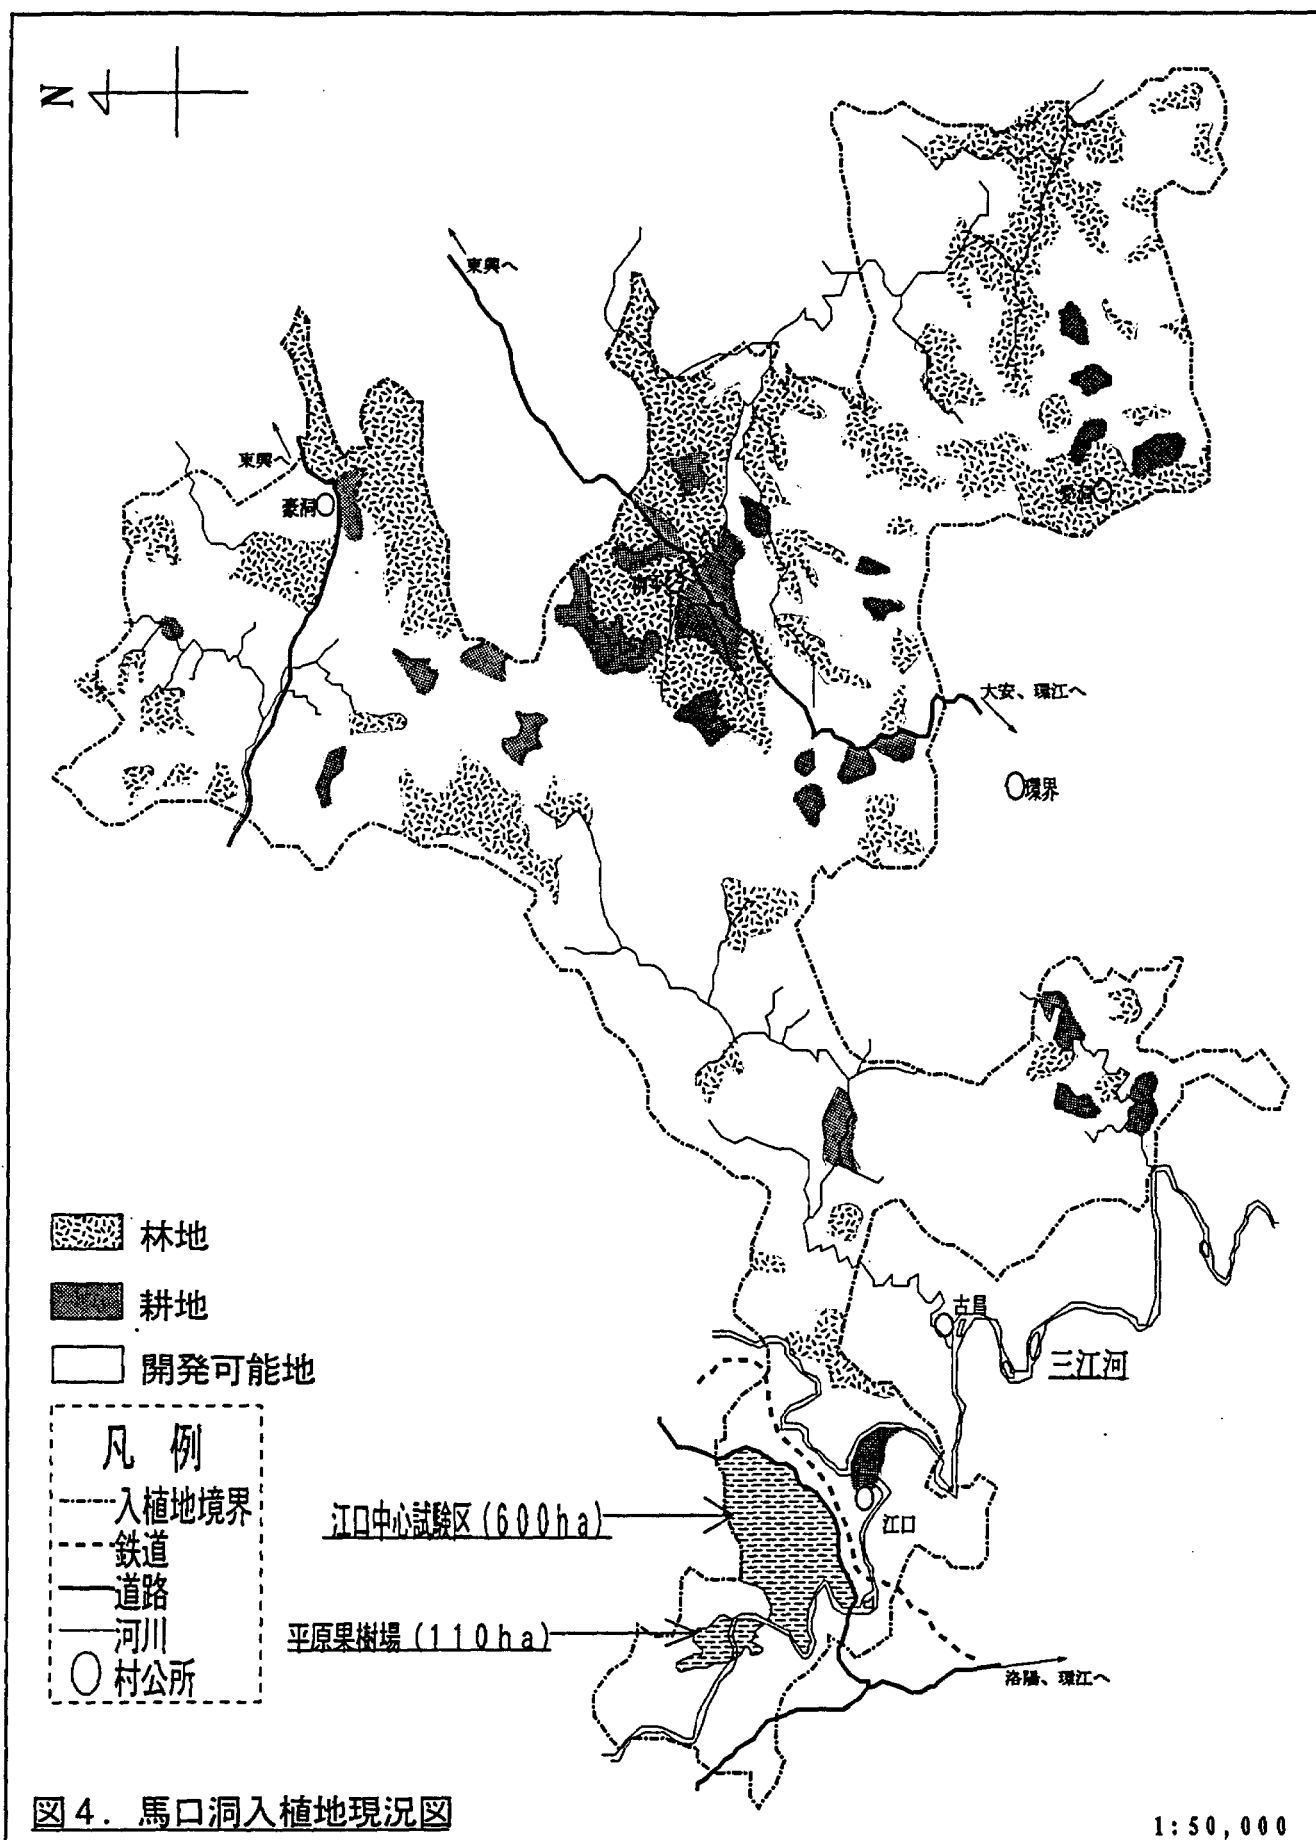 N
東興へ
東興へ
豪洞
大安、環江へ
環界
林地
耕地
開発可能地
古昌
三江河
凡 例
入植地境界
鉄道
道路
河川
村公所
江口中心試験区(600ha)
江口
平原果樹場(110ha)
洛陽、環江へ
図4. 馬口洞入植地現況図
1:50,000